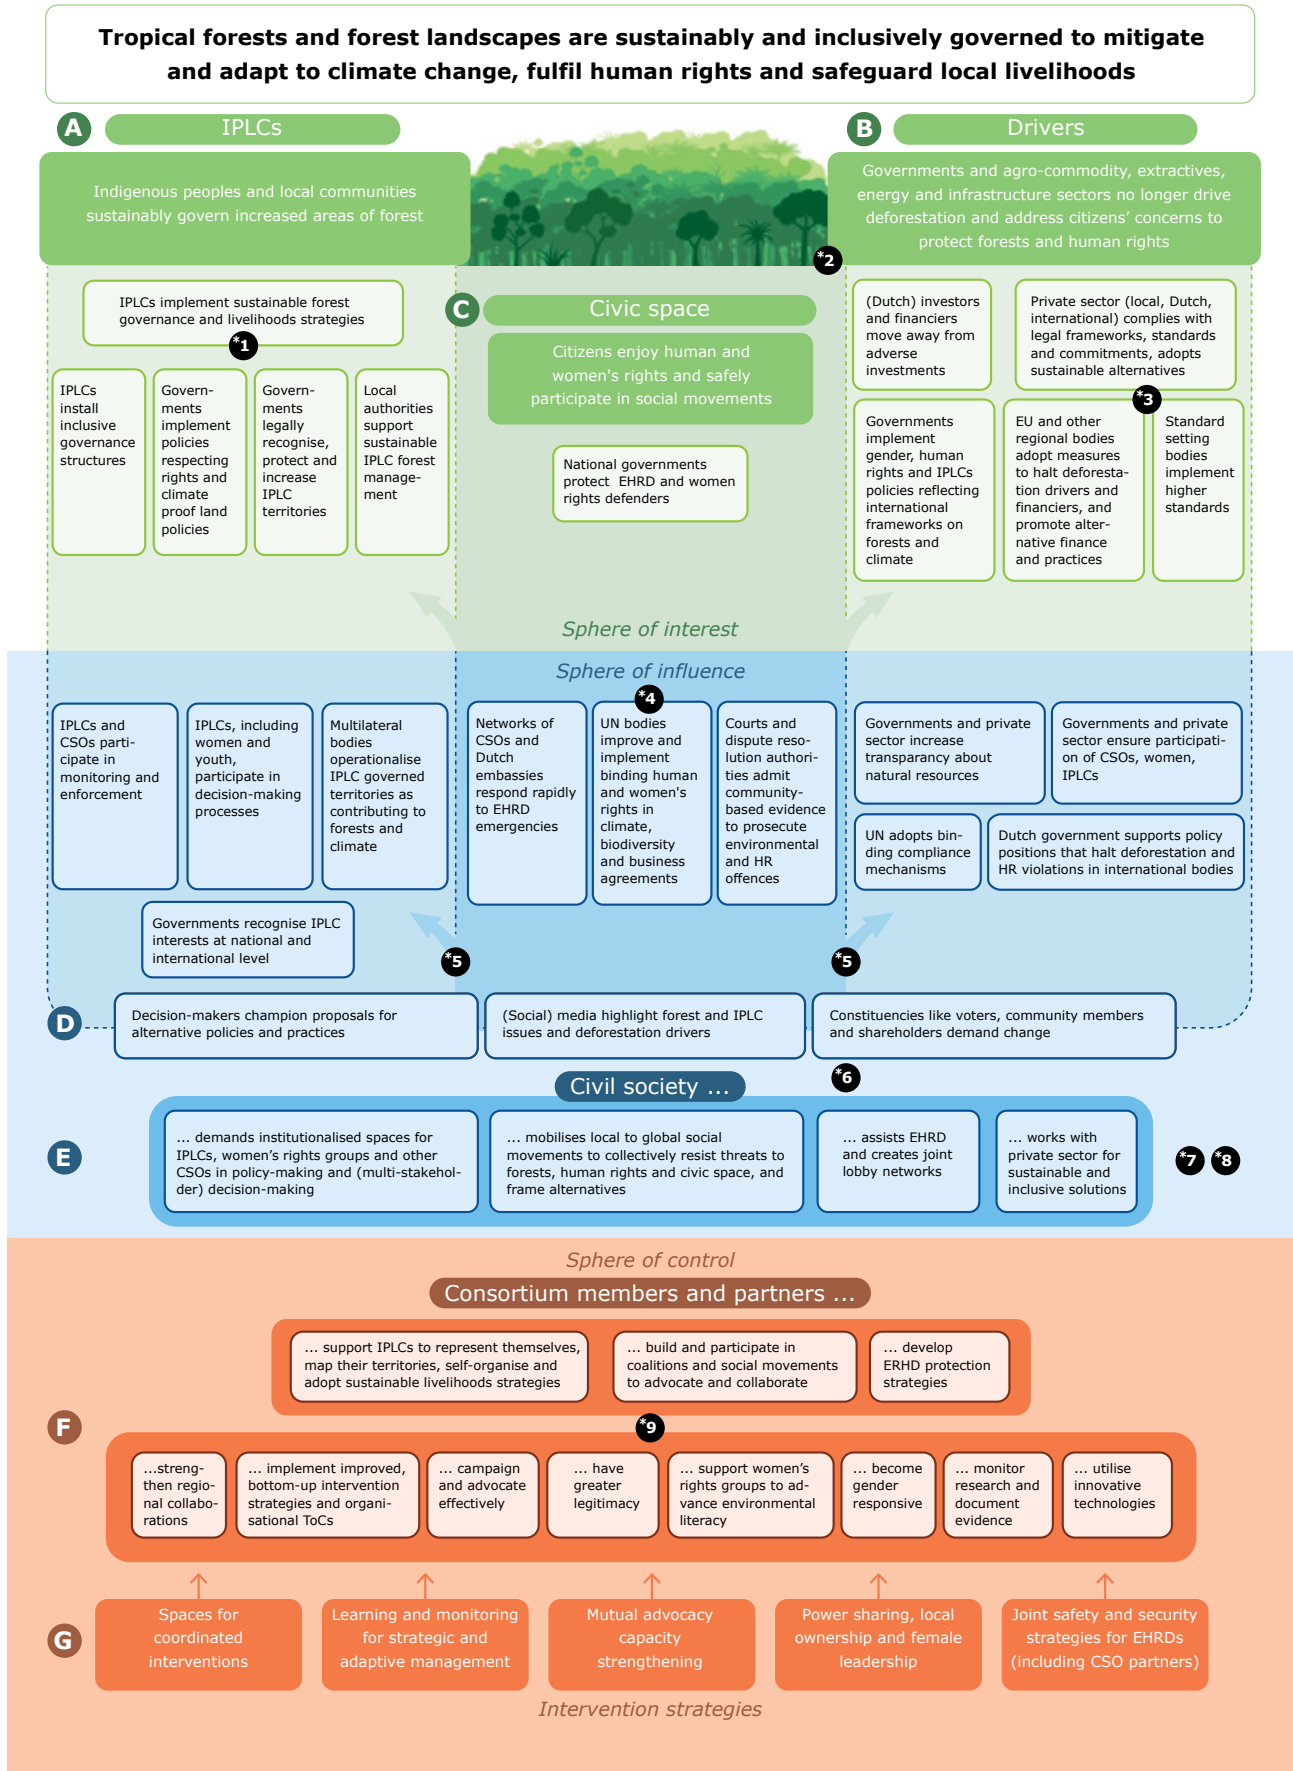 Tropical forests and forest landscapes are sustainably and inclusively governed to mitigate
and adapt to climate change, fulfil human rights and safeguard local livelihoods
A
IPLCs
Indigenous peoples and local communities
sustainably govern increased areas of forest
B
Drivers
Governments and agro-commodity, extractives,
energy and infrastructure sectors no longer drive
deforestation and address citizens’ concerns to
protect forests and human rights
*2
IPLCs implement sustainable forest
governance and livelihoods strategies
*1
IPLCs
install
inclusive
governance
structures
Govern-
ments
implement
policies
respecting
rights and
climate
proof land
policies
Govern-
ments
legally
recognise,
protect and
increase
IPLC
territories
Local
authorities
support
sustainable
IPLC forest
manage-
ment
C
Civic space
Citizens enjoy human and
women's rights and safely
participate in social movements
National governments
protect EHRD and women
rights defenders
(Dutch) investors
and financiers
move away from
adverse
investments
Private sector (local, Dutch,
international) complies with
legal frameworks, standards
and commitments, adopts
sustainable alternatives
*3
Governments
implement
gender, human
rights and IPLCs
policies reflecting
international
frameworks on
forests and
climate
EU and other
regional bodies
adopt measures
to halt deforesta-
tion drivers and
financiers, and
promote alter-
native finance
and practices
Standard
setting
bodies
implement
higher
standards
Sphere of interest
Sphere of influence
IPLCs and
CSOs parti-
cipate in
monitoring and
enforcement
IPLCs, including
women and
youth,
participate in
decision-making
processes
Multilateral
bodies
operationalise
IPLC governed
territories as
contributing to
forests and
climate
Governments recognise IPLC
interests at national and
international level
*4
Networks of
CSOs and
Dutch
embassies
respond rapidly
to EHRD
emergencies
UN bodies
improve and
implement
binding human
and women's
rights in
climate,
biodiversity
and business
agreements
Courts and
dispute reso-
lution authori-
ties admit
community-
based evidence
to prosecute
environmental
and HR
offences
Governments and private
sector increase
transparency about
natural resources
Governments and private
sector ensure participati-
on of CSOs, women,
IPLCs
UN adopts bin-
ding compliance
mechanisms
Dutch government supports policy
positions that halt deforestation and
HR violations in international bodies
*5
*5
D
Decision-makers champion proposals for
alternative policies and practices
(Social) media highlight forest and IPLC
issues and deforestation drivers
Constituencies like voters, community members
and shareholders demand change
*6
Civil society ...
E
... demands institutionalised spaces for
IPLCs, women’s rights groups and other
CSOs in policy-making and (multi-stakehol-
der) decision-making
... mobilises local to global social
movements to collectively resist threats to
forests, human rights and civic space, and
frame alternatives
... assists EHRD
and creates joint
lobby networks
... works with
private sector for
sustainable and
inclusive solutions
*7
*8
Sphere of control
Consortium members and partners ...
... support IPLCs to represent themselves,
map their territories, self-organise and
adopt sustainable livelihoods strategies
... build and participate in
coalitions and social movements
to advocate and collaborate
... develop
ERHD protection
strategies
F
*9
...streng-
then regio-
nal collabo-
rations
... implement improved,
bottom-up intervention
strategies and organi-
sational ToCs
... campaign
and advocate
effectively
... have
greater
legitimacy
... support women’s
rights groups to ad-
vance environmental
literacy
... become
gender
responsive
... monitor
research and
document
evidence
... utilise
innovative
technologies
G
Spaces for
coordinated
interventions
Learning and monitoring
for strategic and
adaptive management
Mutual advocacy
capacity
strengthening
Power sharing, local
ownership and female
leadership
Joint safety and security
strategies for EHRDs
(including CSO partners)
Intervention strategies